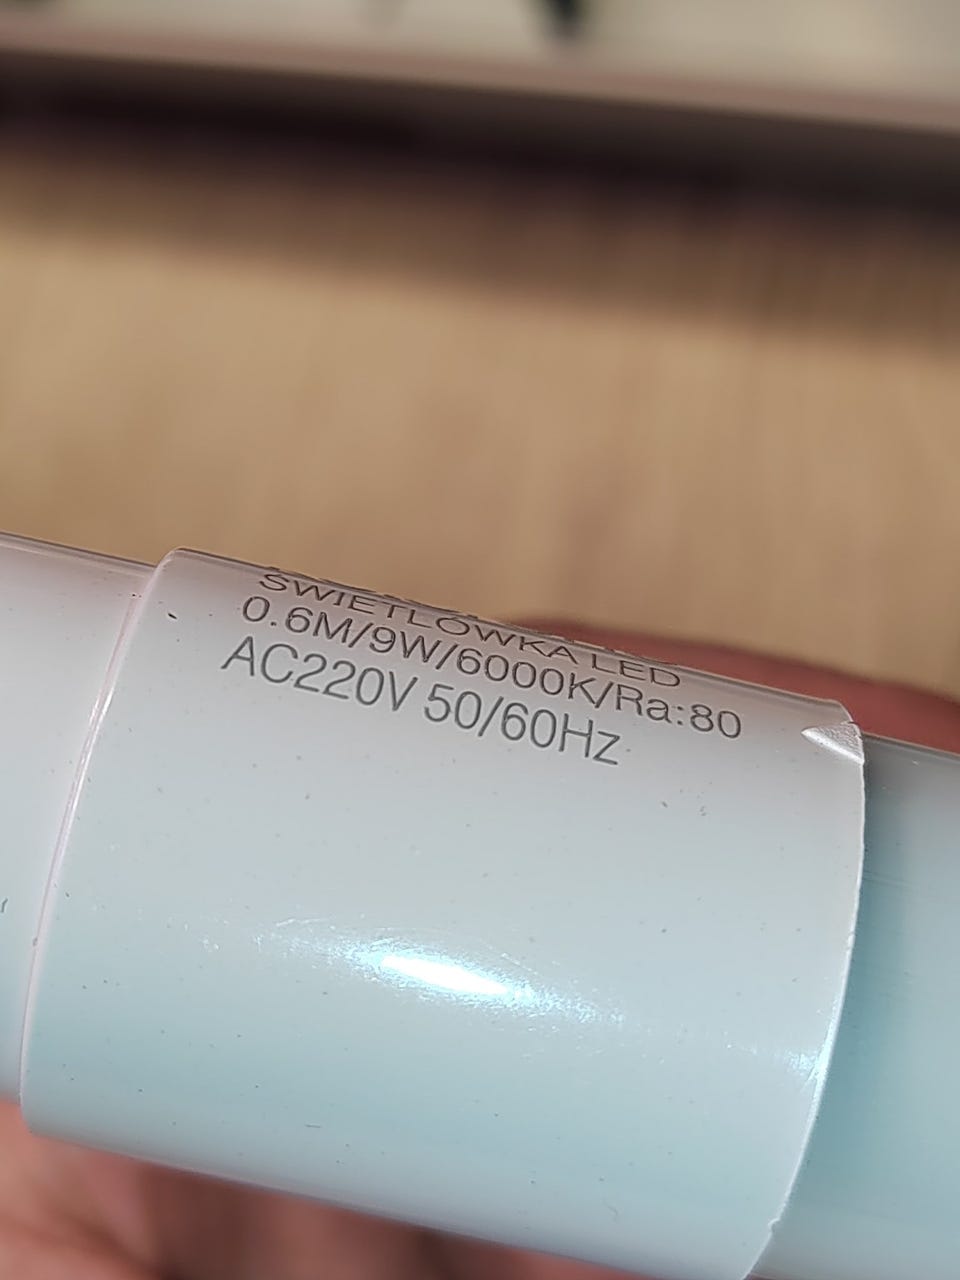 ŚWIETLÓWKA LED
0.6M/9W/6000K/Ra:80
AC220V 50/60Hz